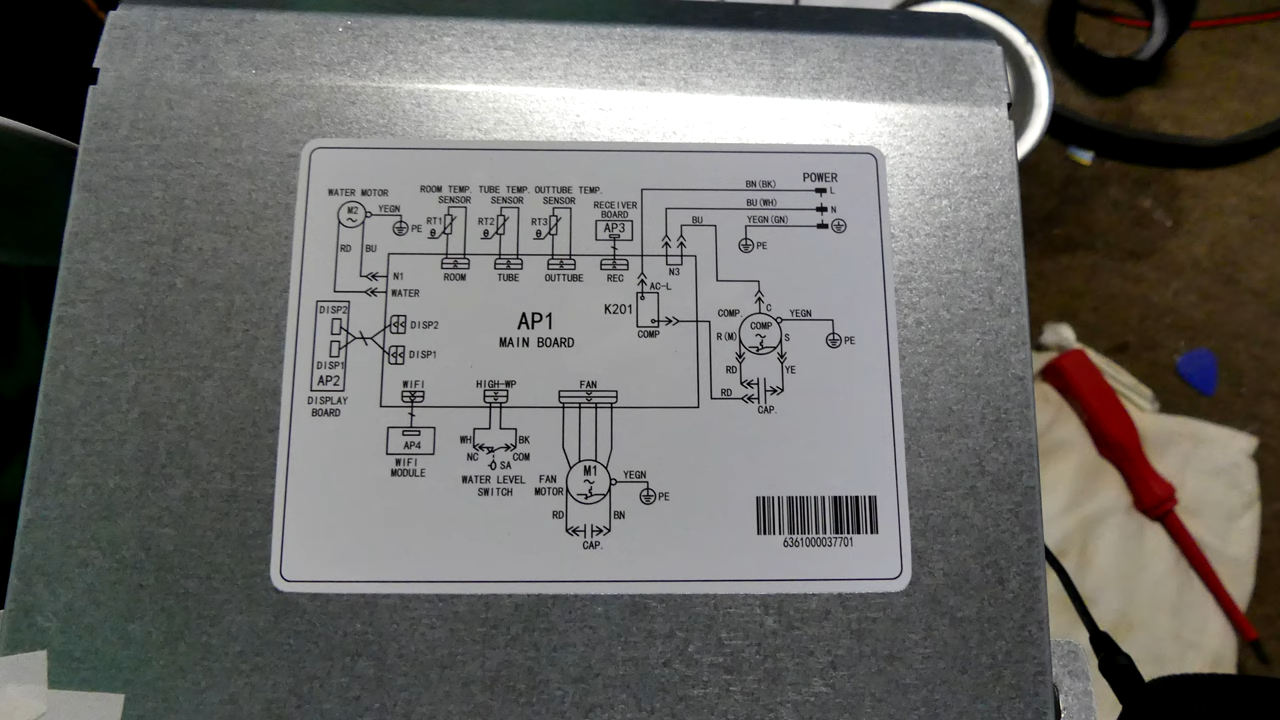 POWER
WATER MOTOR
ROOM TEMP. SENSOR
TUBE TEMP. SENSOR
OUTTUBE TEMP. SENSOR
RECEIVER BOARD
BN(BK)
L
BU(WH)
N
YEGN(GN)
PE
M2
~
YEGN
PE
RT1
θ
RT2
θ
RT3
θ
AP3
BU
RD
BU
N1
WATER
ROOM
TUBE
OUTTUBE
REC
N3
AC-L
K201
COMP
C
COMP.
COMP
~
YEGN
PE
R(M)
S
RD
YE
RD
CAP.
DISP2
DISP1
AP2
DISPLAY
BOARD
DISP2
DISP1
AP1
MAIN BOARD
WIFI
HIGH-WP
FAN
AP4
WIFI
MODULE
WH
BK
NC
COM
SA
WATER LEVEL
SWITCH
FAN
MOTOR
M1
~
YEGN
PE
RD
BN
CAP.
6361000037701